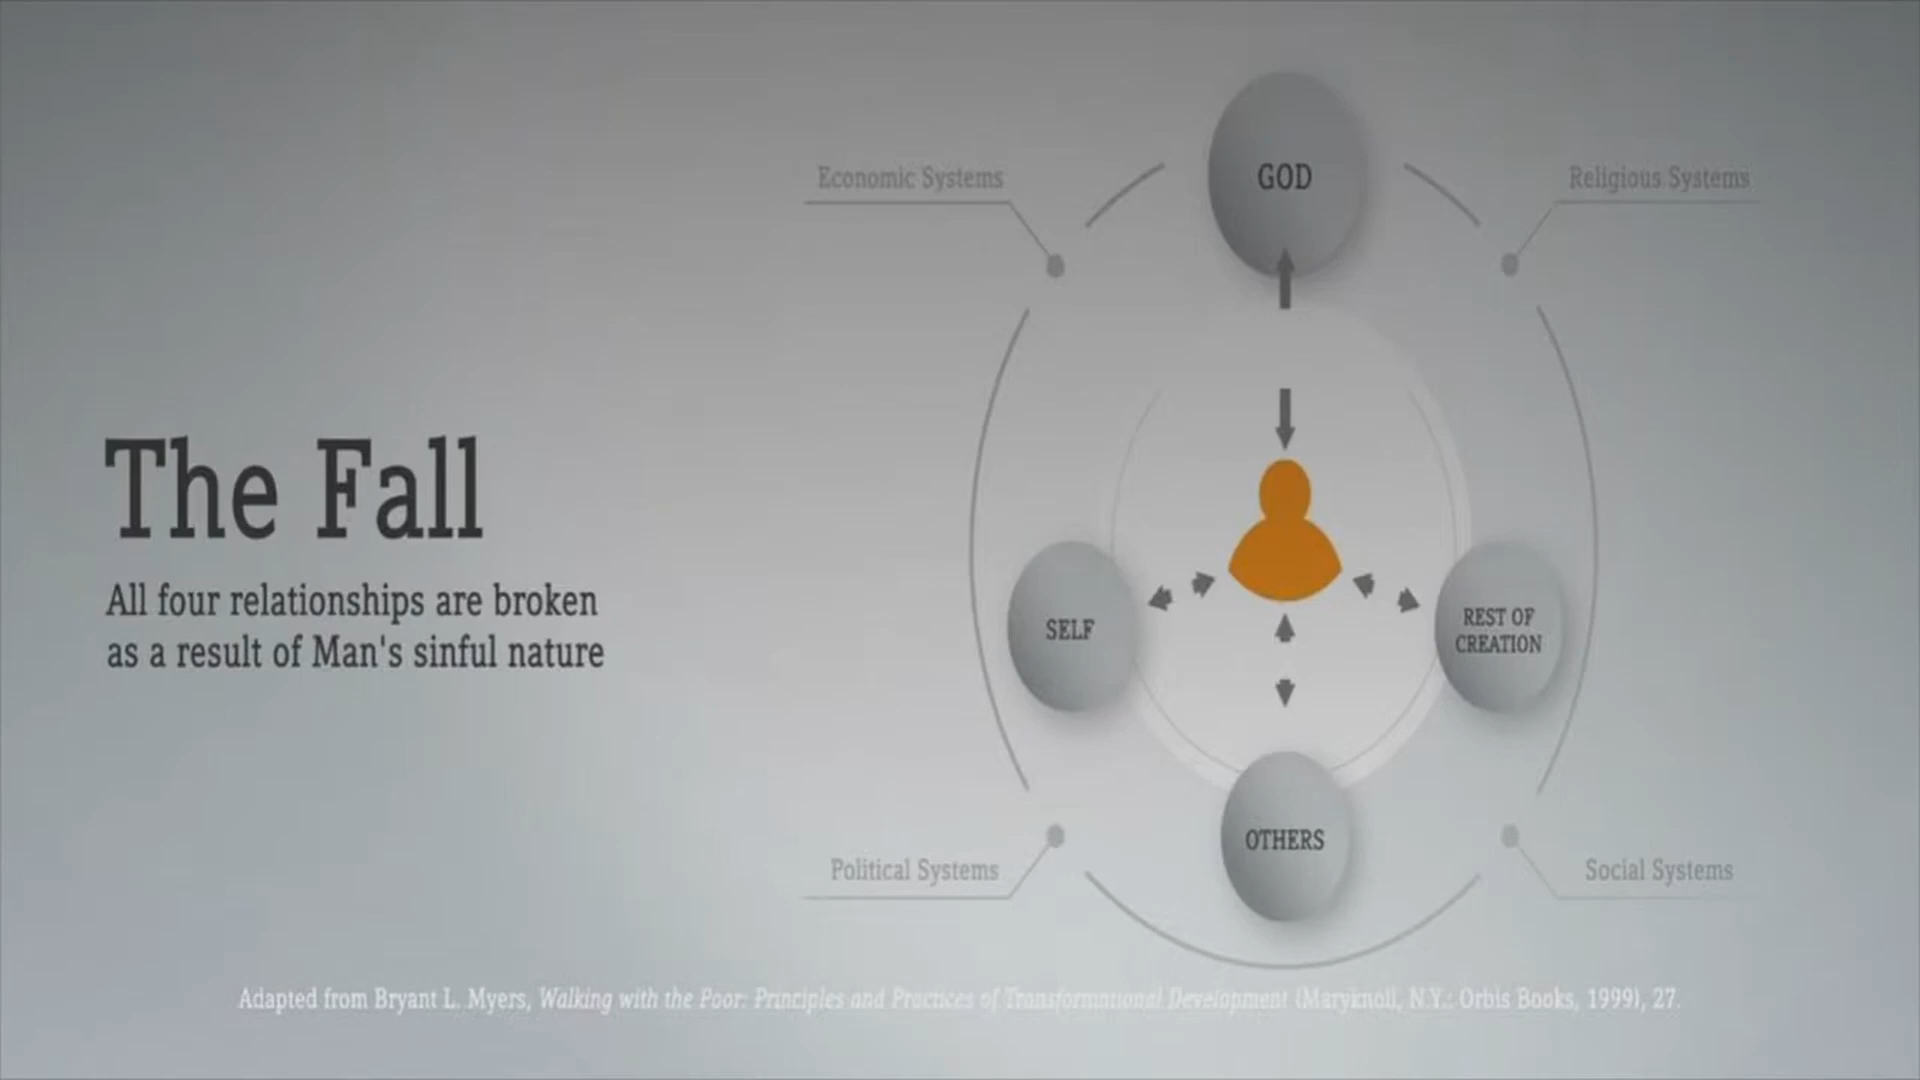 Economic Systems
GOD
Religious Systems
The Fall
All four relationships are broken
as a result of Man's sinful nature
SELF
REST OF
CREATION
OTHERS
Political Systems
Social Systems
Adapted from Bryant L. Myers, Walking with the Poor: Principles and Practices of Transformational Development (Maryknoll, N.Y.: Orbis Books, 1999), 27.